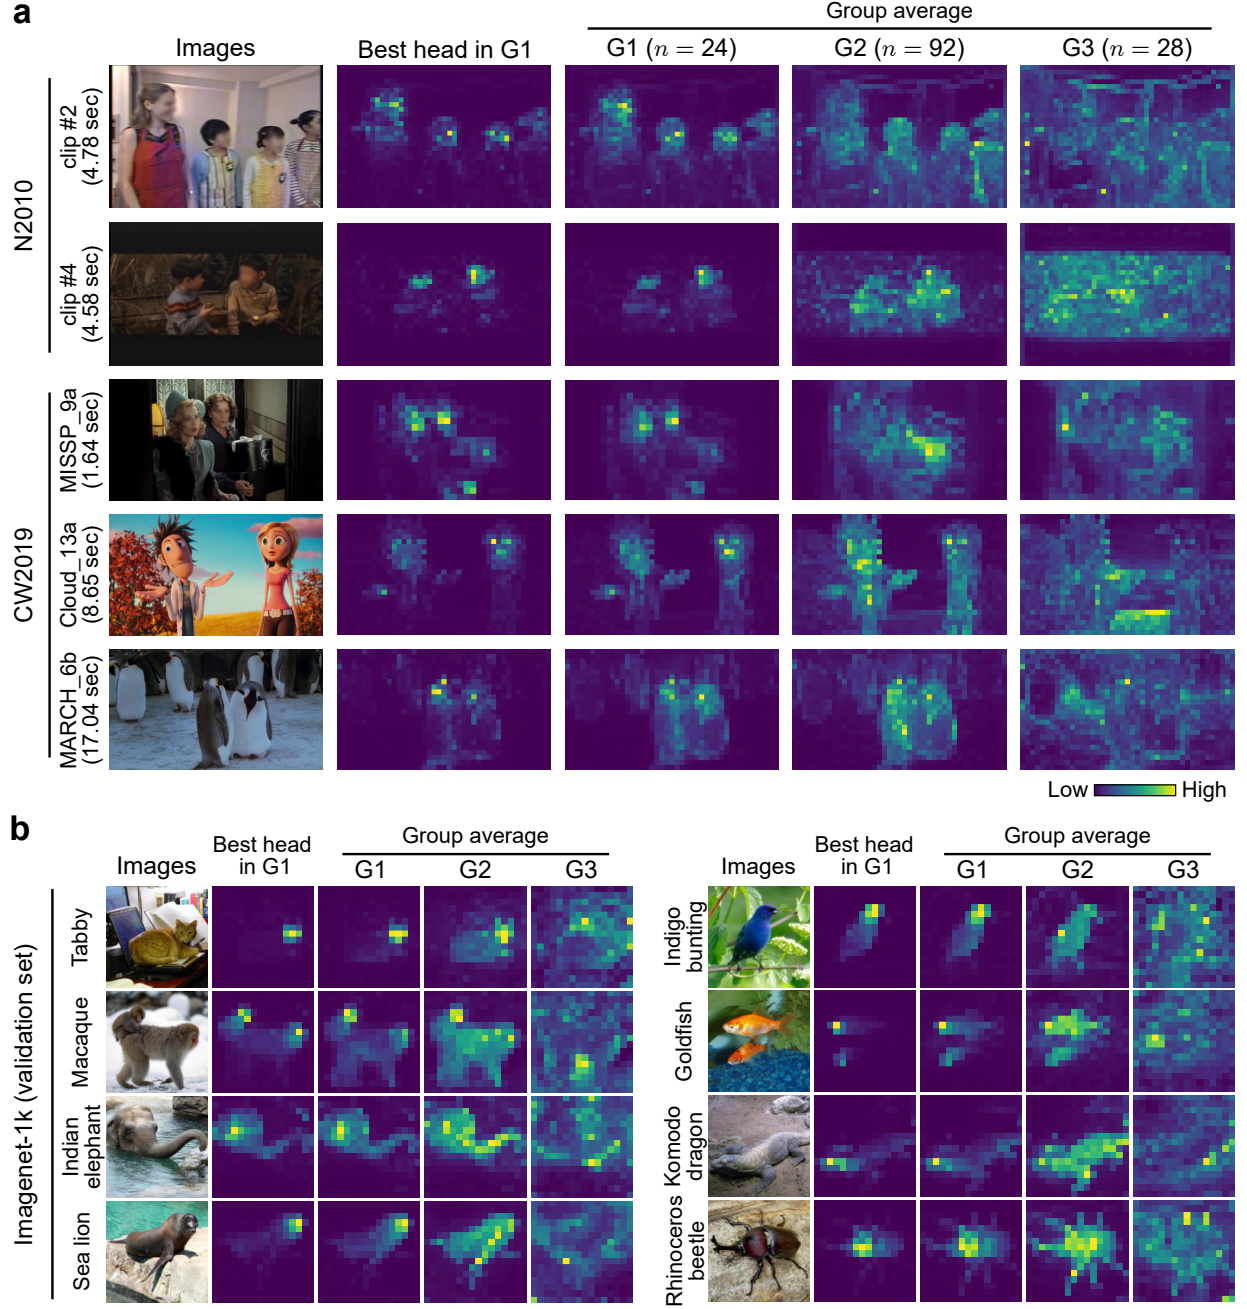 a
Group average
Images
Best head in G1
G1 (n = 24)
G2 (n = 92)
G3 (n = 28)
N2010
clip #2
(4.78 sec)
clip #4
(4.58 sec)
CW2019
MISSP_9a
(1.64 sec)
Cloud_13a
(8.65 sec)
MARCH_6b
(17.04 sec)
Low
High
b
Images
Best head
in G1
Group average
G1
G2
G3
Imagenet-1k (validation set)
Tabby
Macaque
Indian
elephant
Sea lion
Images
Best head
in G1
Group average
G1
G2
G3
Indigo
bunting
Goldfish
Komodo
dragon
Rhinoceros
beetle